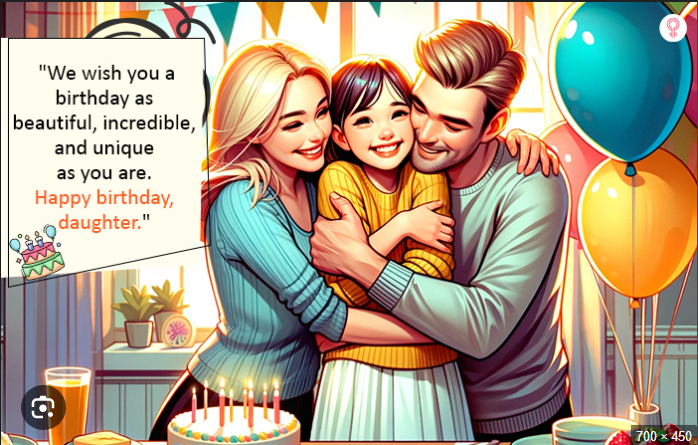 "We wish you a
birthday as
beautiful, incredible,
and unique
as you are.
Happy birthday,
daughter."
700 × 450